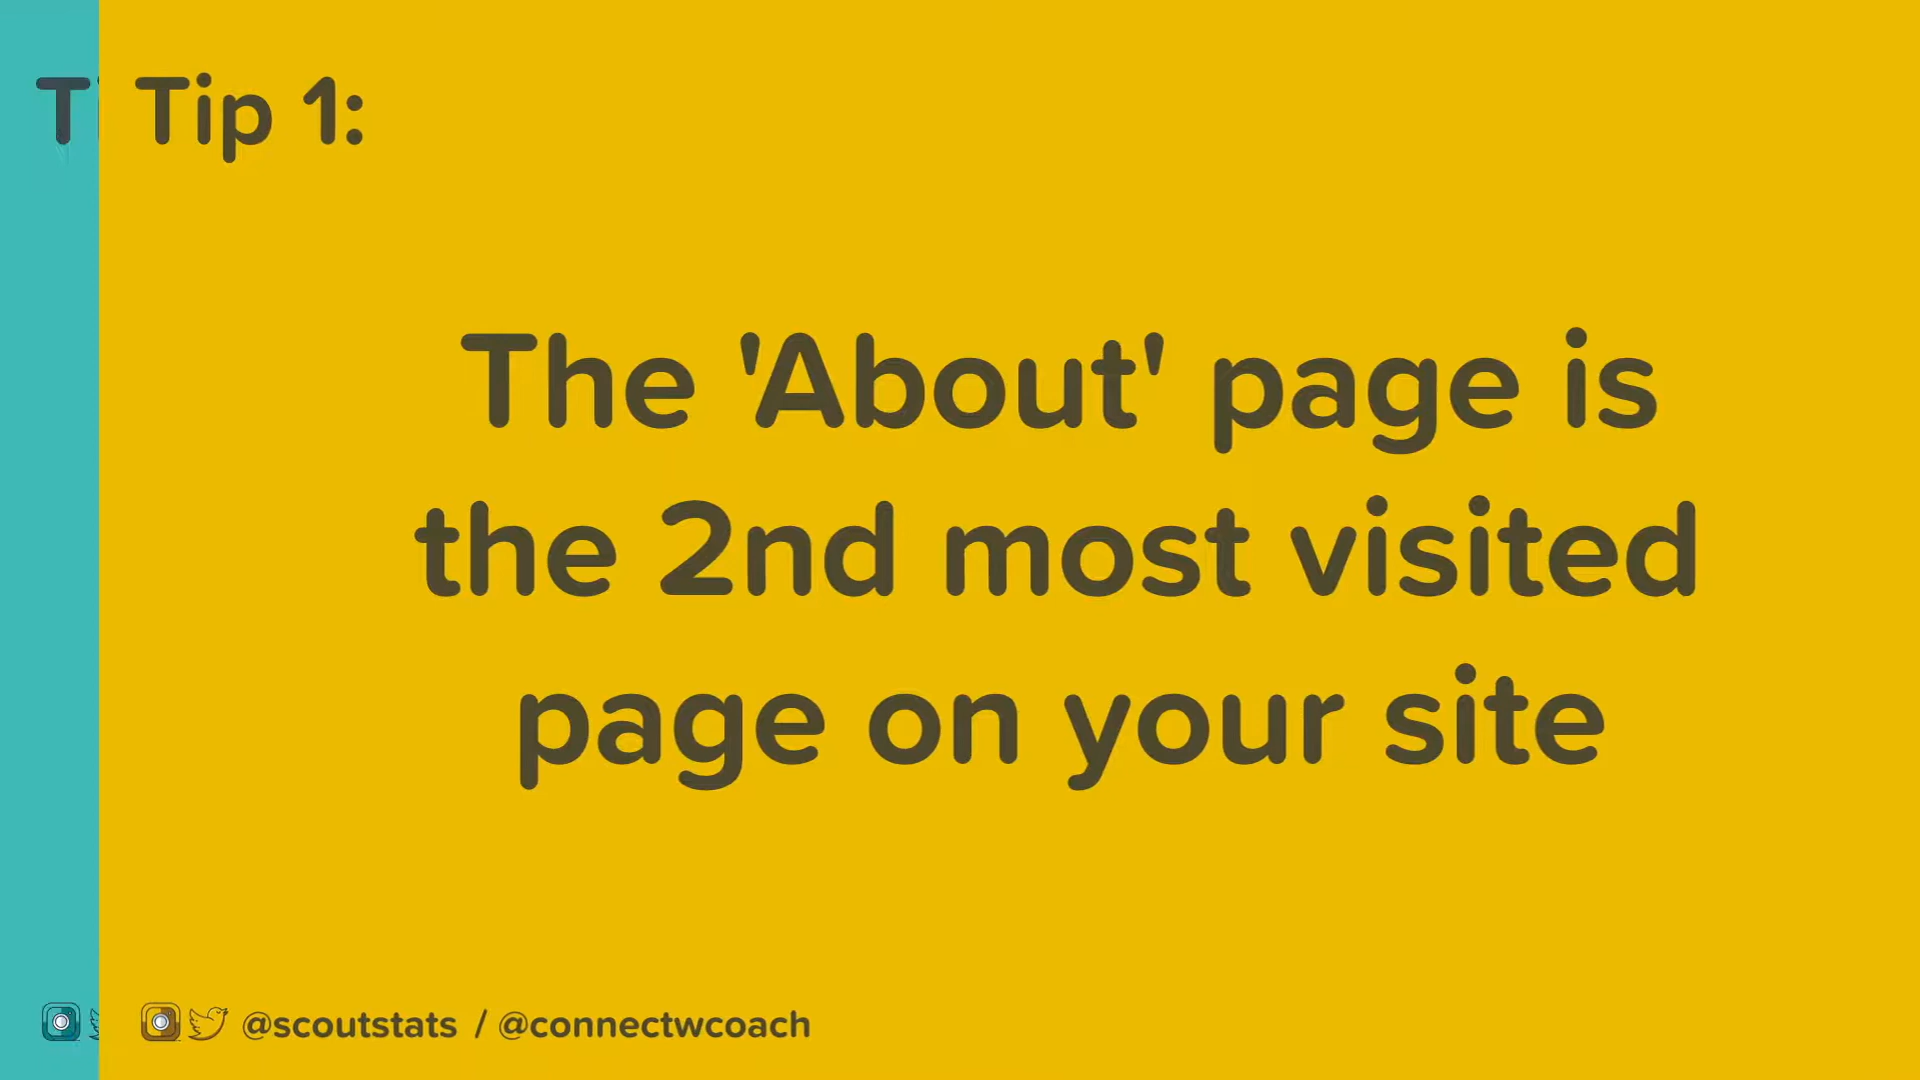 Tip 1:
The 'About' page is
the 2nd most visited
page on your site
@scoutstats / @connectwcoach